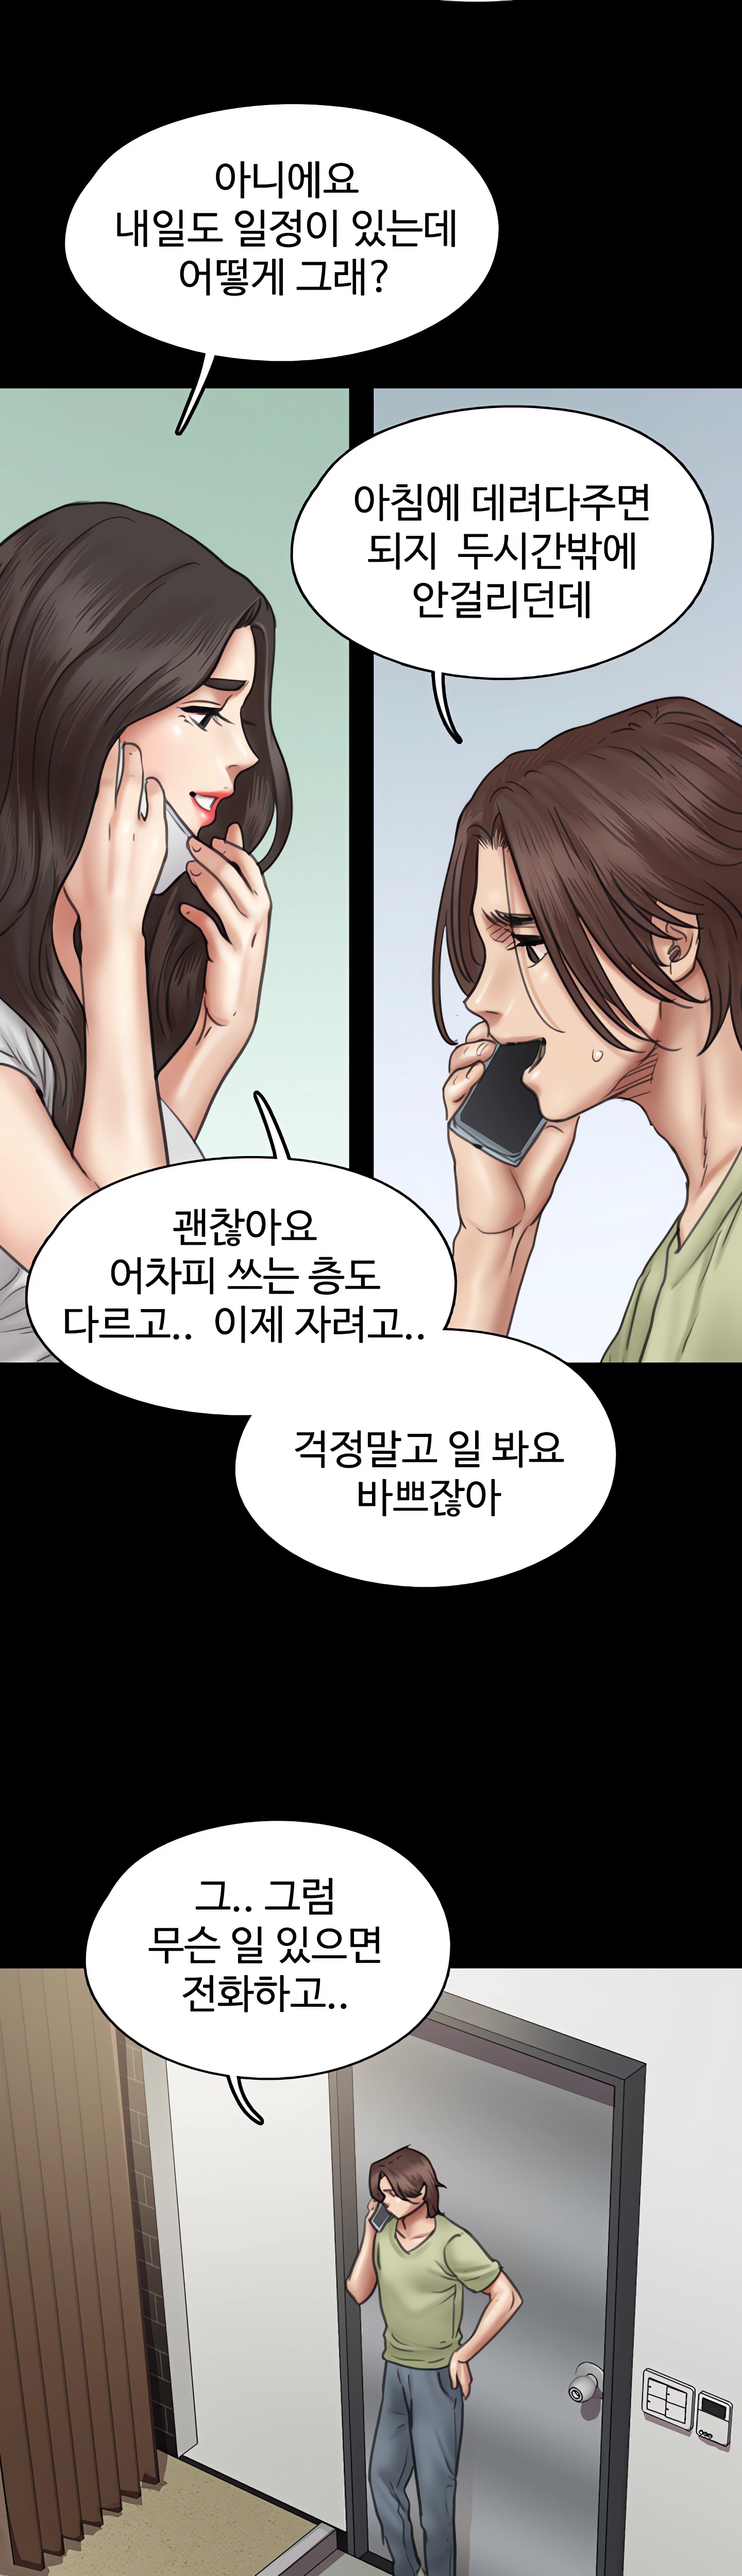 아니에요
내일도 일정이 있는데
어떻게 그래?
아침에 데려다주면
되지 두시간밖에
안걸리던데
괜찮아요
어차피 쓰는 층도
다르고.. 이제 자려고..
걱정말고 일 봐요
바쁘잖아
그.. 그럼
무슨 일 있으면
전화하고..